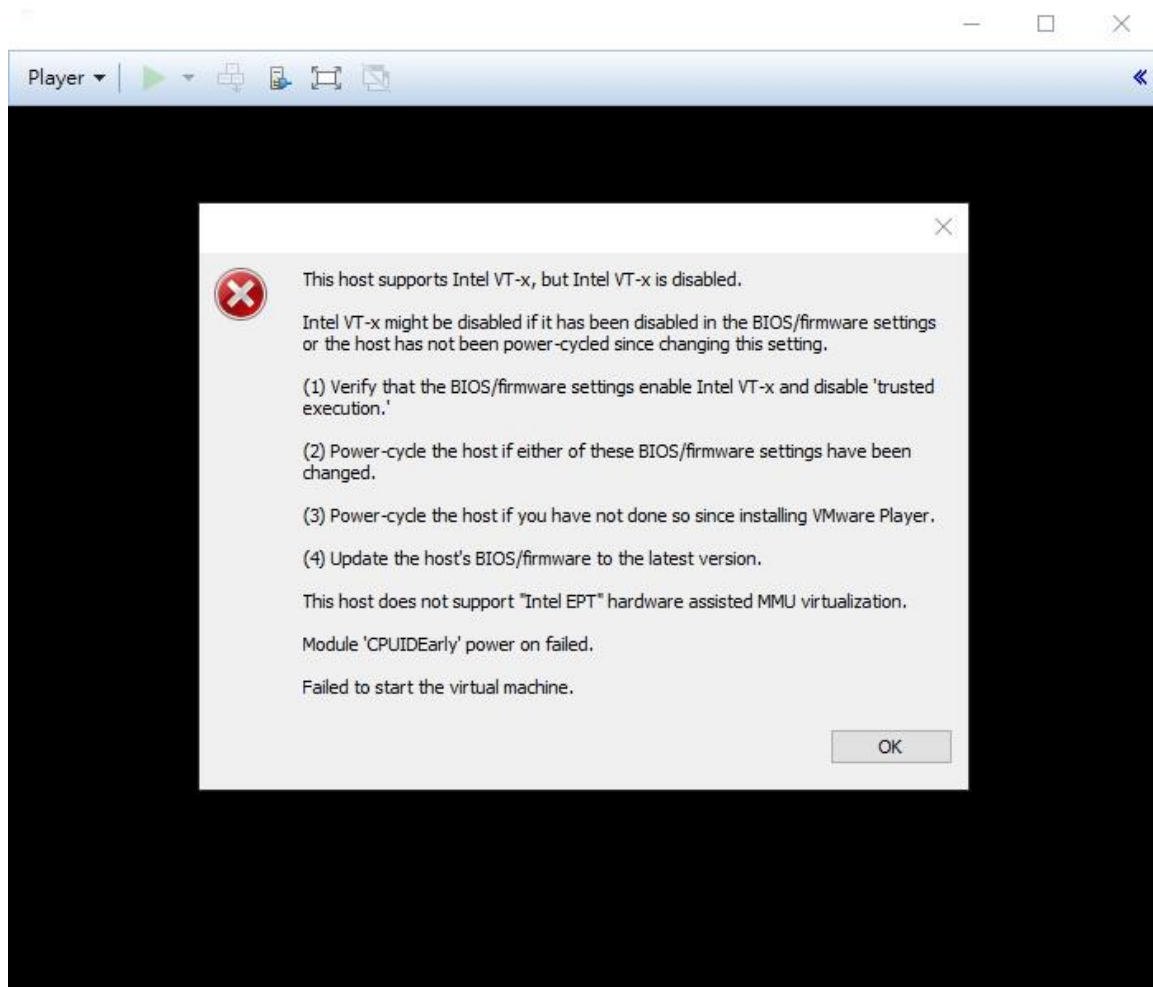 Player
This host supports Intel VT-x, but Intel VT-x is disabled.
Intel VT-x might be disabled if it has been disabled in the BIOS/firmware settings
or the host has not been power-cycled since changing this setting.
(1) Verify that the BIOS/firmware settings enable Intel VT-x and disable 'trusted
execution.'
(2) Power-cycle the host if either of these BIOS/firmware settings have been
changed.
(3) Power-cycle the host if you have not done so since installing VMware Player.
(4) Update the host's BIOS/firmware to the latest version.
This host does not support "Intel EPT" hardware assisted MMU virtualization.
Module 'CPUIDEarly' power on failed.
Failed to start the virtual machine.
OK